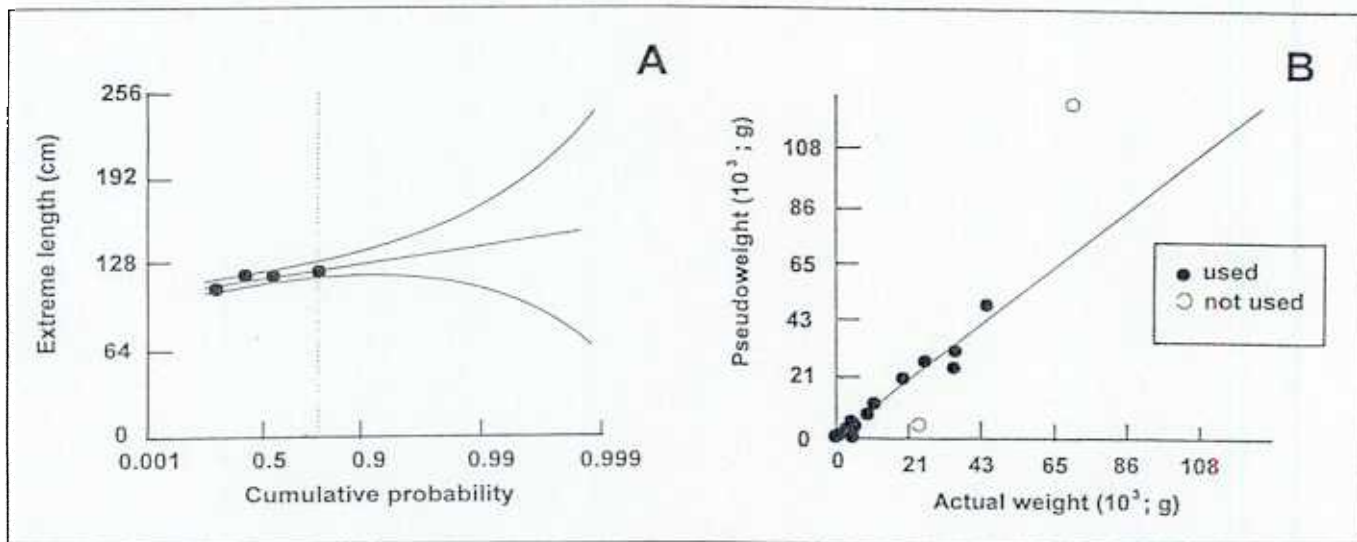 A
256
192
128
64
0
Extreme length (cm)
0.001 0.5 0.9 0.99 0.999
Cumulative probability
B
108
86
65
43
21
0
Pseudoweight (10³; g)
0 21 43 65 86 108
Actual weight (10³; g)
used
not used